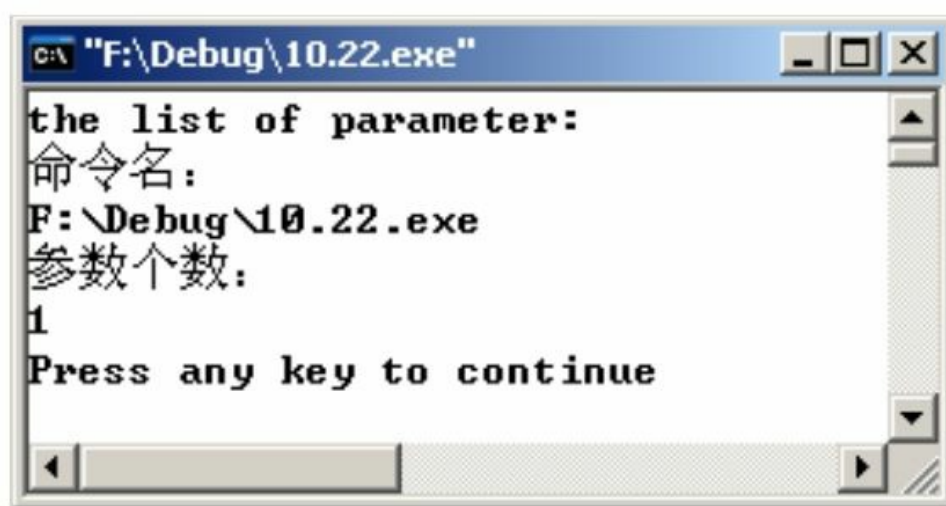 "F:\Debug\10.22.exe"
the list of parameter:
命令名：
F:\Debug\10.22.exe
参数个数：
1
Press any key to continue